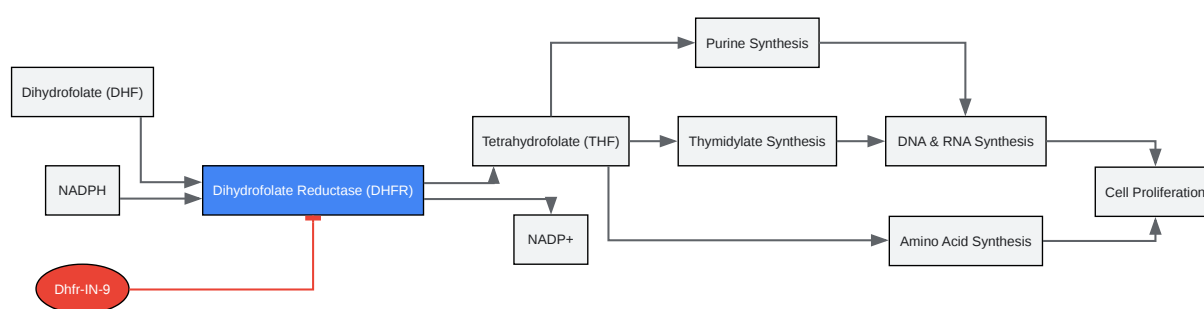 Purine Synthesis
Dihydrofolate (DHF)
Tetrahydrofolate (THF)
Thymidylate Synthesis
DNA & RNA Synthesis
NADPH
Dihydrofolate Reductase (DHFR)
Cell Proliferation
NADP+
Amino Acid Synthesis
Dhfr-IN-9